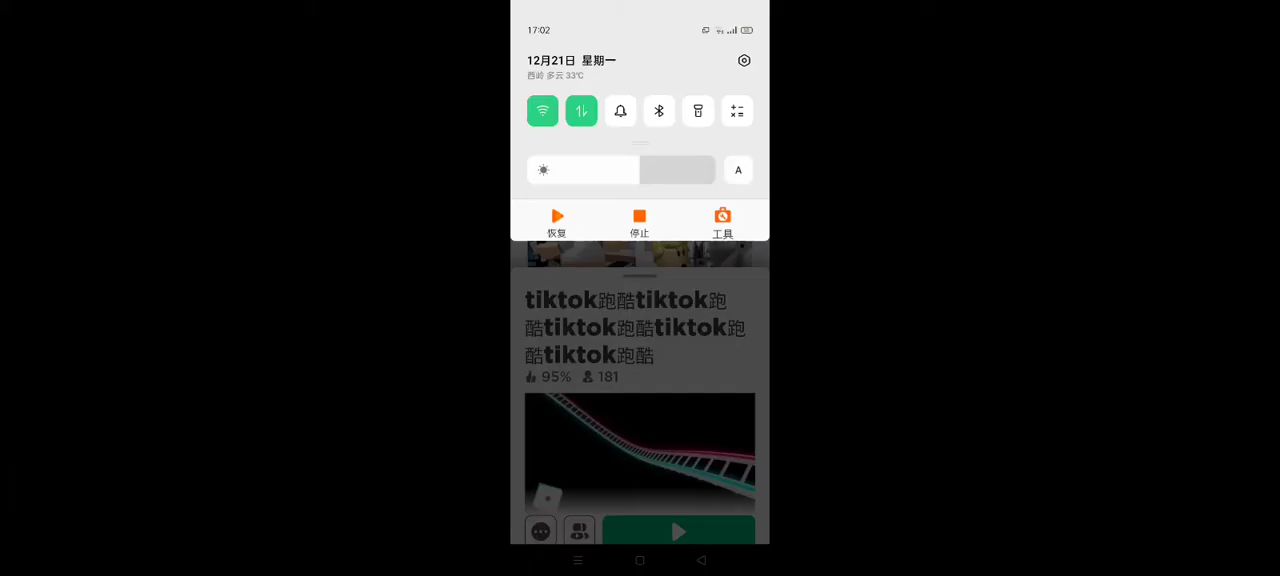 17:02
12月21日 星期一
西岭 多云 33℃
A
恢复
停止
工具
tiktok跑酷tiktok跑
酷tiktok跑酷tiktok跑
酷tiktok跑酷
95% 181